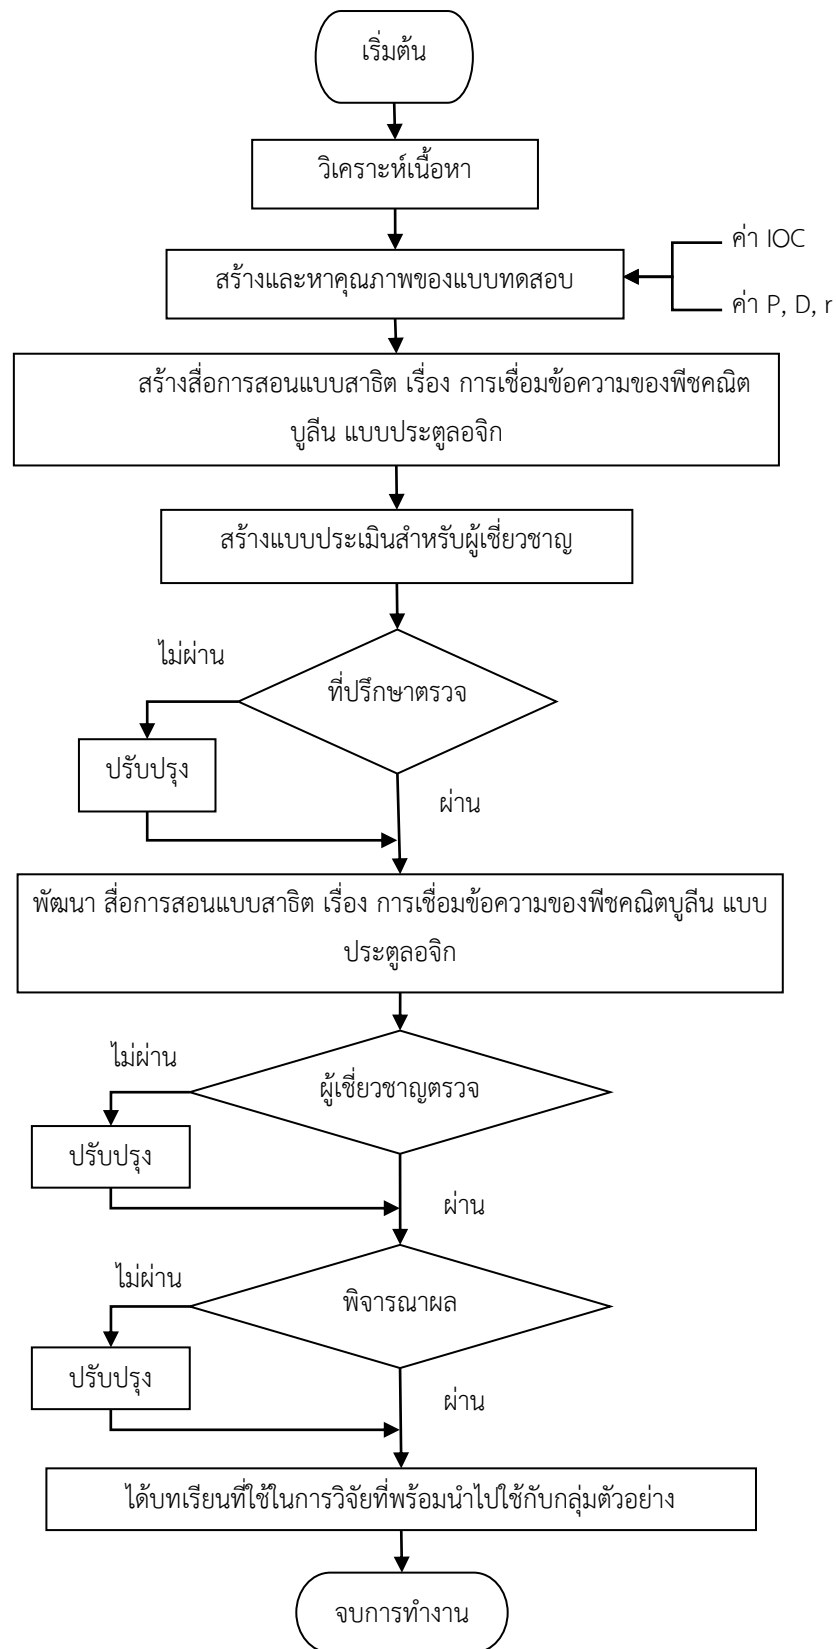 เริ่มต้น
วิเคราะห์เนื้อหา
ค่า IOC
สร้างและหาคุณภาพของแบบทดสอบ
ค่า P, D, r
สร้างสื่อการสอนแบบสาธิต เรื่อง การเชื่อมข้อความของพีชคณิต
บูลีน แบบประตูลอจิก
สร้างแบบประเมินสำหรับผู้เชี่ยวชาญ
ไม่ผ่าน
ที่ปรึกษาตรวจ
ปรับปรุง
ผ่าน
พัฒนา สื่อการสอนแบบสาธิต เรื่อง การเชื่อมข้อความของพีชคณิตบูลีน แบบ
ประตูลอจิก
ไม่ผ่าน
ผู้เชี่ยวชาญตรวจ
ปรับปรุง
ผ่าน
ไม่ผ่าน
พิจารณาผล
ปรับปรุง
ผ่าน
ได้บทเรียนที่ใช้ในการวิจัยที่พร้อมนำไปใช้กับกลุ่มตัวอย่าง
จบการทำงาน